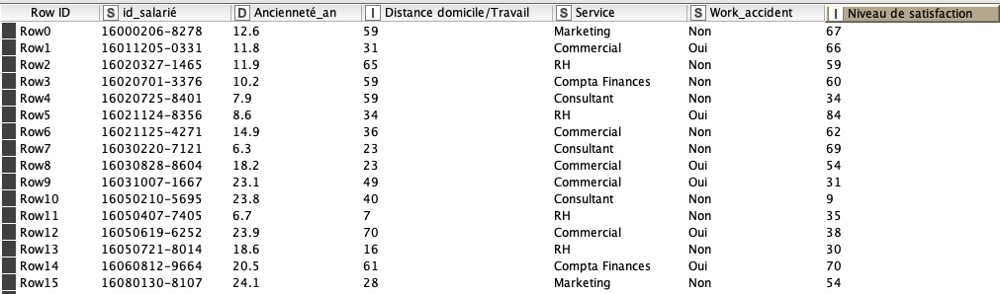 Row ID S id_salarié D Ancienneté_an I Distance domicile/Travail S Service S Work_accident I Niveau de satisfaction
Row0 16000206-8278 12.6 59 Marketing Non 67
Row1 16011205-0331 11.8 31 Commercial Oui 66
Row2 16020327-1465 11.9 65 RH Non 59
Row3 16020701-3376 10.2 59 Compta Finances Non 60
Row4 16020725-8401 7.9 59 Consultant Non 34
Row5 16021124-8356 8.6 34 RH Oui 84
Row6 16021125-4271 14.9 36 Commercial Non 62
Row7 16030220-7121 6.3 23 Consultant Non 69
Row8 16030828-8604 18.2 23 Commercial Oui 54
Row9 16031007-1667 23.1 49 Commercial Oui 31
Row10 16050210-5695 23.8 40 Consultant Non 9
Row11 16050407-7405 6.7 7 RH Non 35
Row12 16050619-6252 23.9 70 Commercial Oui 38
Row13 16050721-8014 18.6 16 RH Non 30
Row14 16060812-9664 20.5 61 Compta Finances Oui 70
Row15 16080130-8107 24.1 28 Marketing Non 54